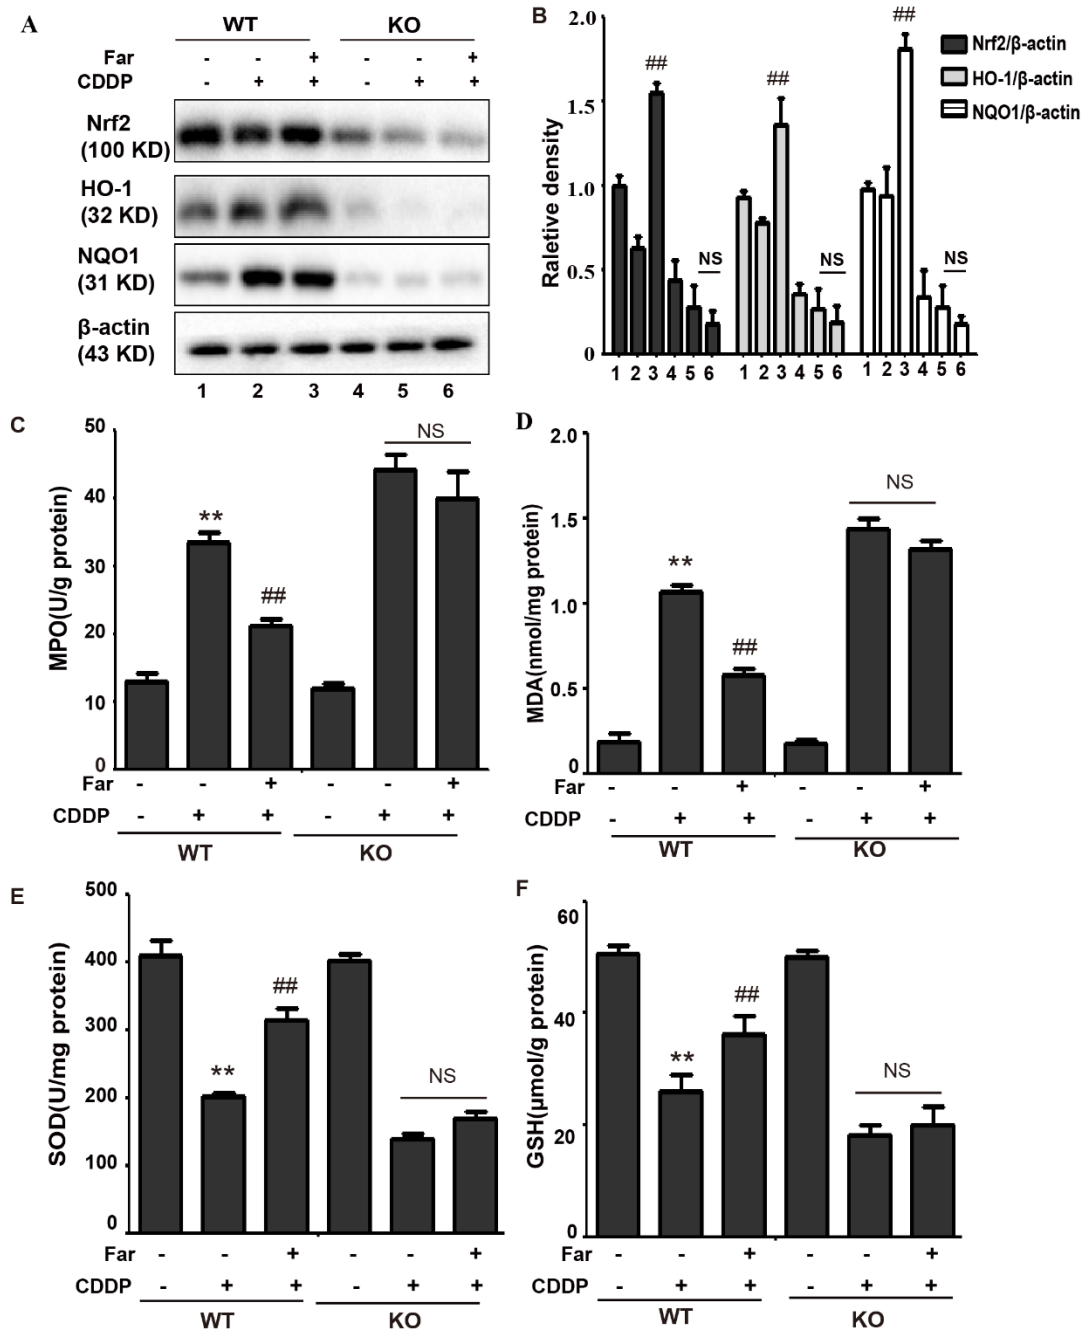 A
WT KO
Far - - + - - +
CDDP - + + - + +
Nrf2
(100 KD)
HO-1
(32 KD)
NQO1
(31 KD)
β-actin
(43 KD)
1 2 3 4 5 6
B
2.0
1.5
1.0
0.5
0
Raletive density
## ## ##
NS NS NS
1 2 3 4 5 6 1 2 3 4 5 6 1 2 3 4 5 6
Nrf2/β-actin
HO-1/β-actin
NQO1/β-actin
C
50
40
30
20
10
0
MPO(U/g protein)
**
##
NS
Far - - + - - +
CDDP - + + - + +
WT KO
D
2.0
1.5
1.0
0.5
0
MDA(nmol/mg protein)
**
##
NS
Far - - + - - +
CDDP - + + - + +
WT KO
E
500
400
300
200
100
0
SOD(U/mg protein)
**
##
NS
Far - - + - - +
CDDP - + + - + +
WT KO
F
60
40
20
0
GSH(μmol/g protein)
**
##
NS
Far - - + - - +
CDDP - + + - + +
WT KO